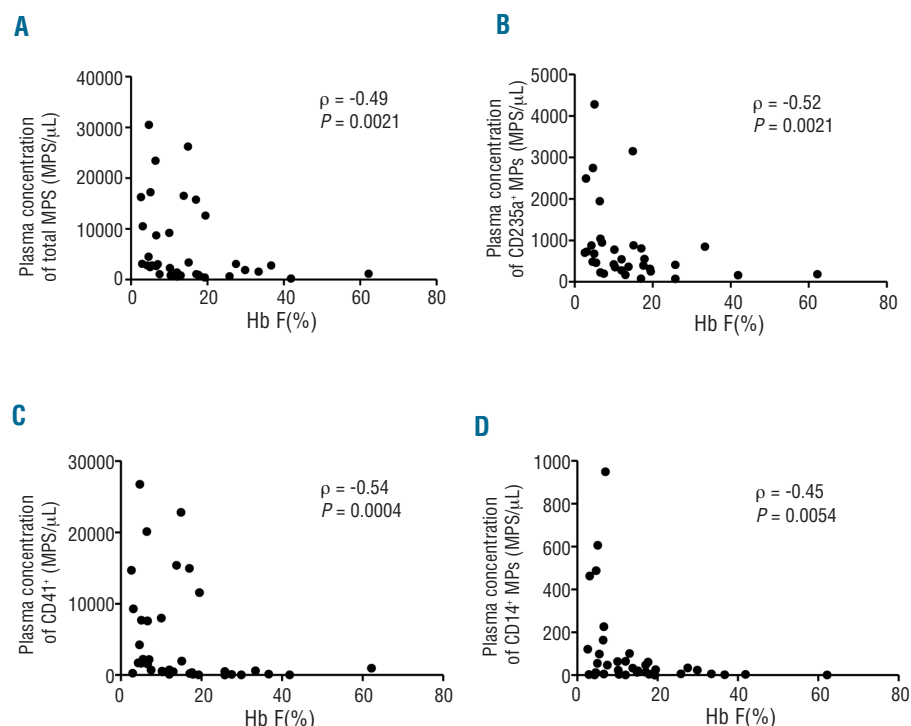 A
Plasma concentration
of total MPS (MPS/μL)
40000
30000
20000
10000
0
ρ = -0.49
P = 0.0021
0 20 40 60 80
Hb F(%)
B
Plasma concentration
of CD235a⁺ MPs (MPS/μL)
5000
4000
3000
2000
1000
0
ρ = -0.52
P = 0.0021
0 20 40 60 80
Hb F(%)
C
Plasma concentration
of CD41⁺ (MPS/μL)
30000
20000
10000
0
ρ = -0.54
P = 0.0004
0 20 40 60 80
Hb F(%)
D
Plasma concentration
of CD14⁺ MPs (MPS/μL)
1000
800
600
400
200
0
ρ = -0.45
P = 0.0054
0 20 40 60 80
Hb F(%)